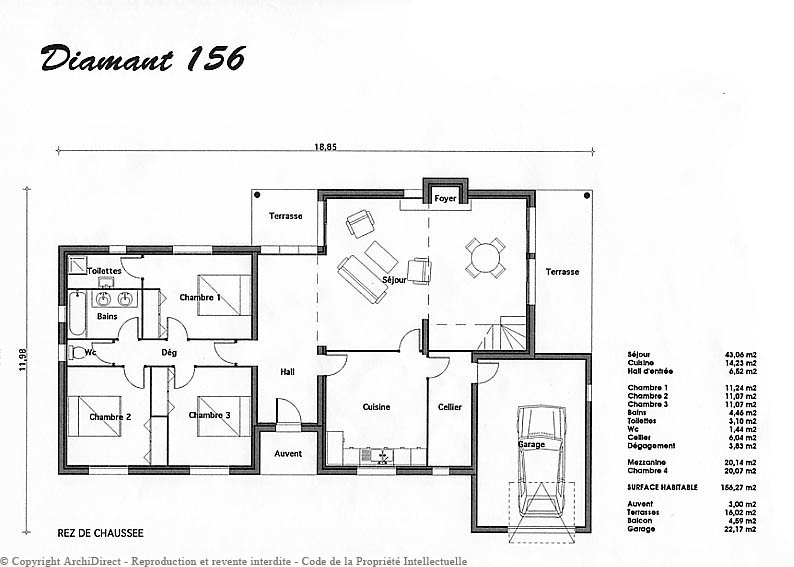 Diamant 156
18,85
11,98
Foyer
Terrasse
Terrasse
Séjour
Toilettes
Chambre 1
Bains
Wc
Dég
Hall
Chambre 2
Chambre 3
Cuisine
Cellier
Auvent
Garage
Séjour 43,06 m2
Cuisine 14,23 m2
Hall d'entrée 6,52 m2
Chambre 1 11,24 m2
Chambre 2 11,07 m2
Chambre 3 11,07 m2
Bains 4,46 m2
Toilettes 3,10 m2
Wc 1,44 m2
Cellier 6,04 m2
Dégagement 3,83 m2
Mezzanine 20,14 m2
Chambre 4 20,07 m2
SURFACE HABITABLE 156,27 m2
Auvent 3,00 m2
Terrasses 16,02 m2
Balcon 4,59 m2
Garage 22,17 m2
REZ DE CHAUSSEE
© Copyright ArchiDirect - Reproduction et revente interdite - Code de la Propriété Intellectuelle